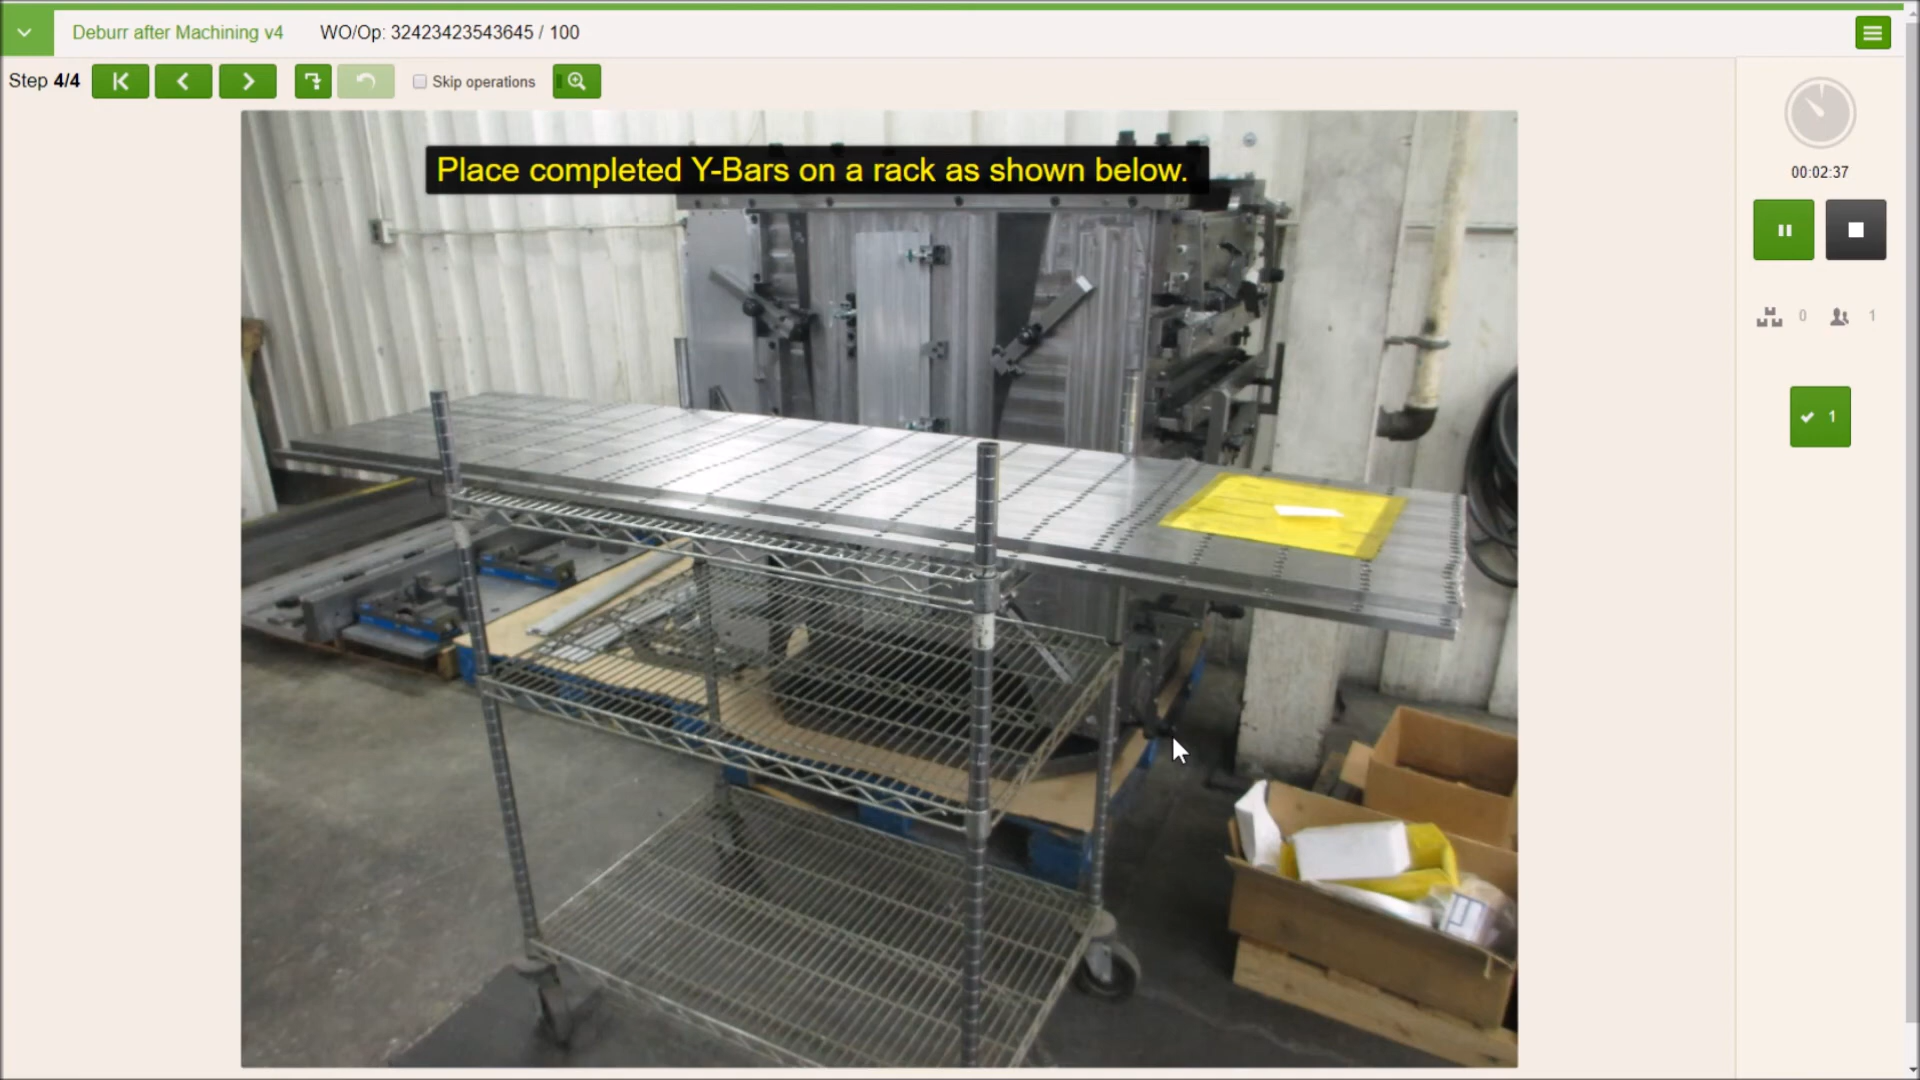 Deburr after Machining v4
WO/Op: 32423423543645 / 100
Step 4/4
Skip operations
Place completed Y-Bars on a rack as shown below.
00:02:37
0
1
1